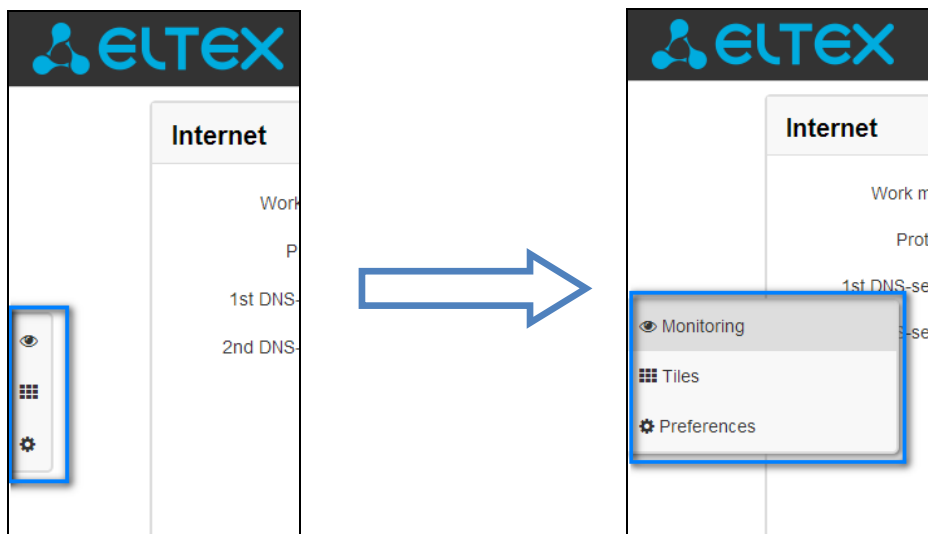 ELTEX
Internet
Work
P
1st DNS-
2nd DNS-
ELTEX
Internet
Work m
Prot
1st DNS-se
S-se
Monitoring
Tiles
Preferences